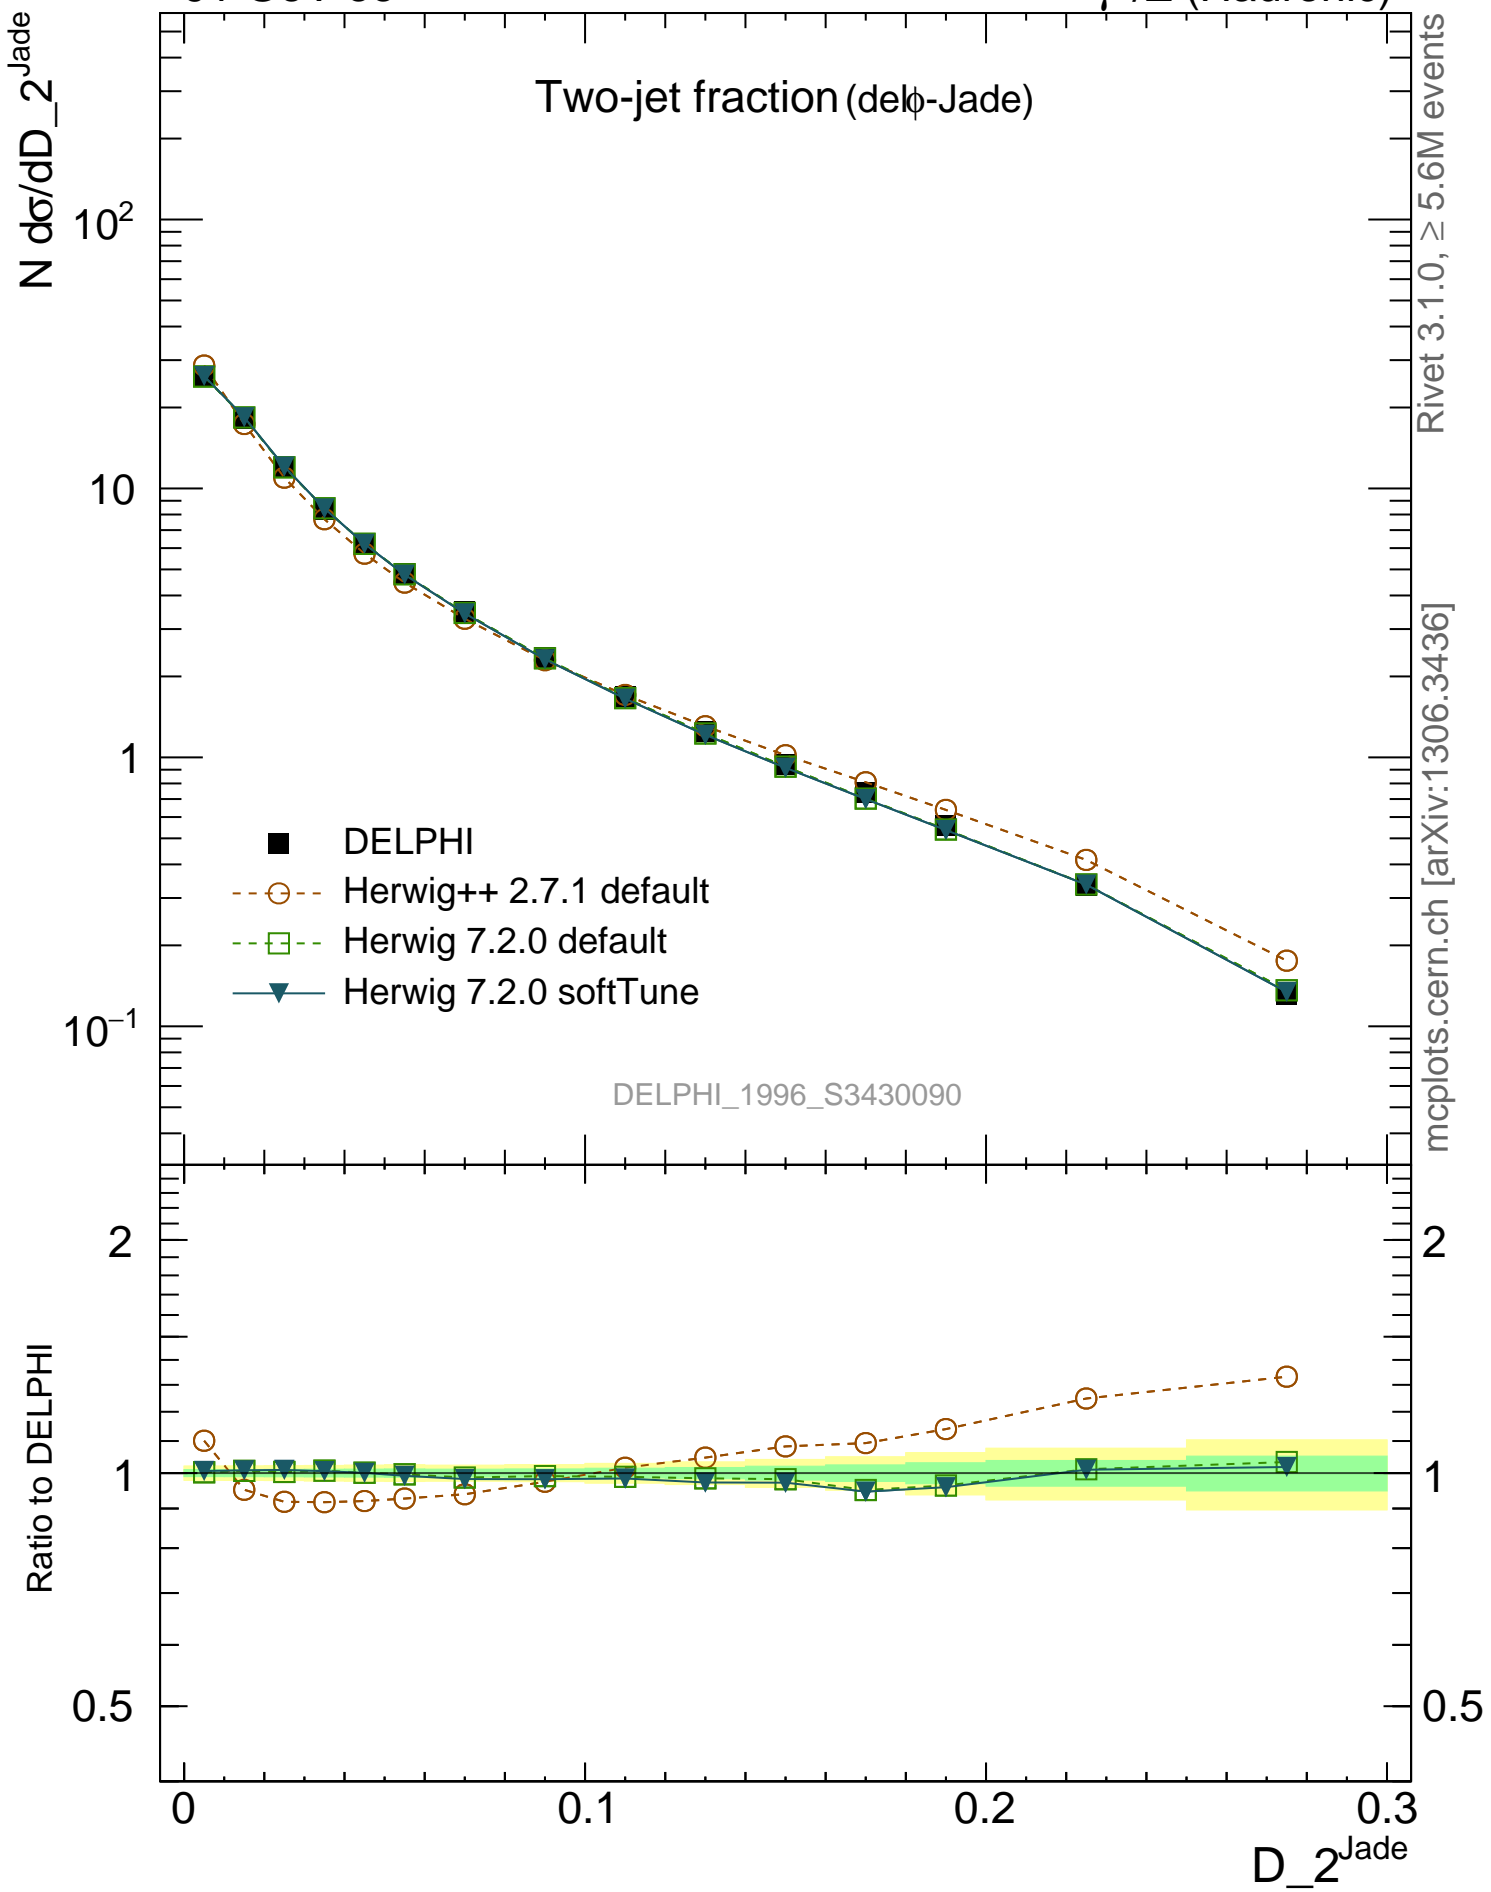 Two-jet fraction (delϕ-Jade)
N dσ/dD_2^Jade
10²
10
1
10⁻¹
DELPHI
Herwig++ 2.7.1 default
Herwig 7.2.0 default
Herwig 7.2.0 softTune
DELPHI_1996_S3430090
Rivet 3.1.0, ≥ 5.6M events
mcplots.cern.ch [arXiv:1306.3436]
Ratio to DELPHI
2
1
0.5
2
1
0.5
0
0.1
0.2
0.3
D_2^Jade